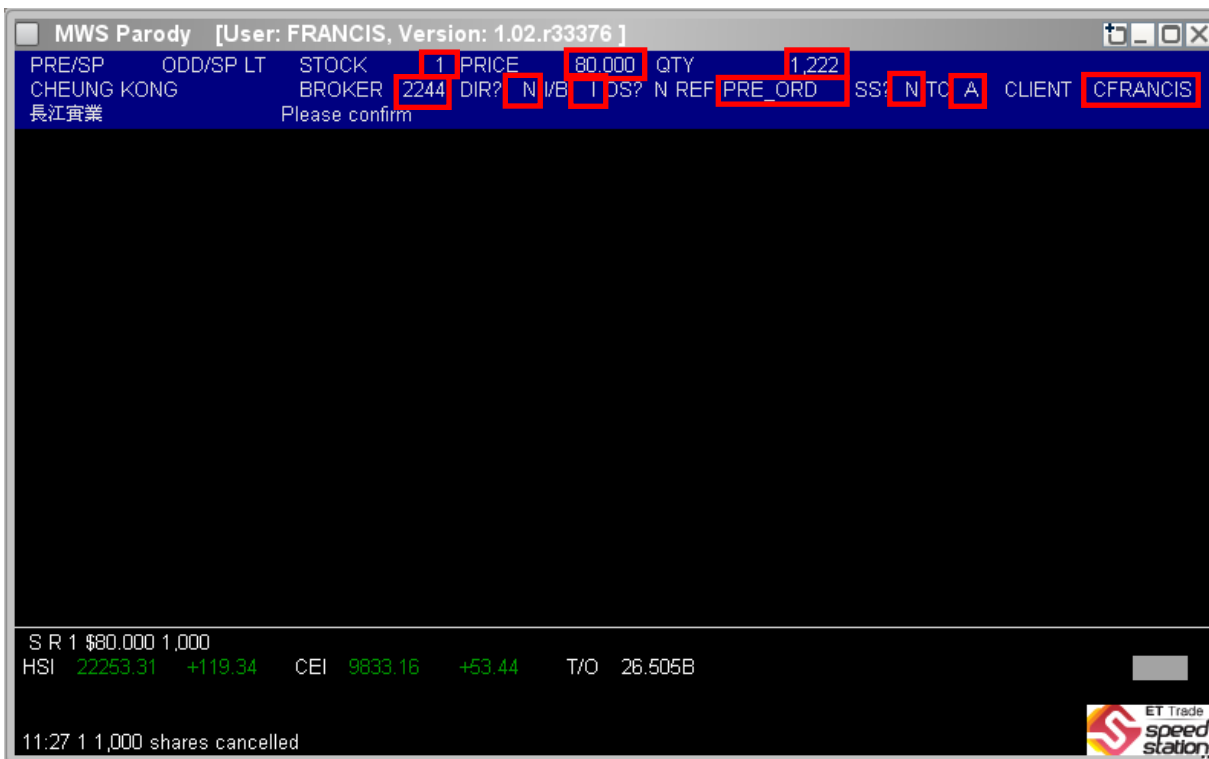 MWS Parody [User: FRANCIS, Version: 1.02.r33376 ]
PRE/SP ODD/SP LT STOCK 1 PRICE 80.000 QTY 1,222
CHEUNG KONG BROKER 2244 DIR? N I/B I OS? N REF PRE_ORD SS? N TC A CLIENT CFRANCIS
長江實業 Please confirm
S R 1 $80.000 1,000
HSI 22253.31 +119.34 CEI 9833.16 +53.44 T/O 26.505B
ET Trade
speed
station
11:27 1 1,000 shares cancelled